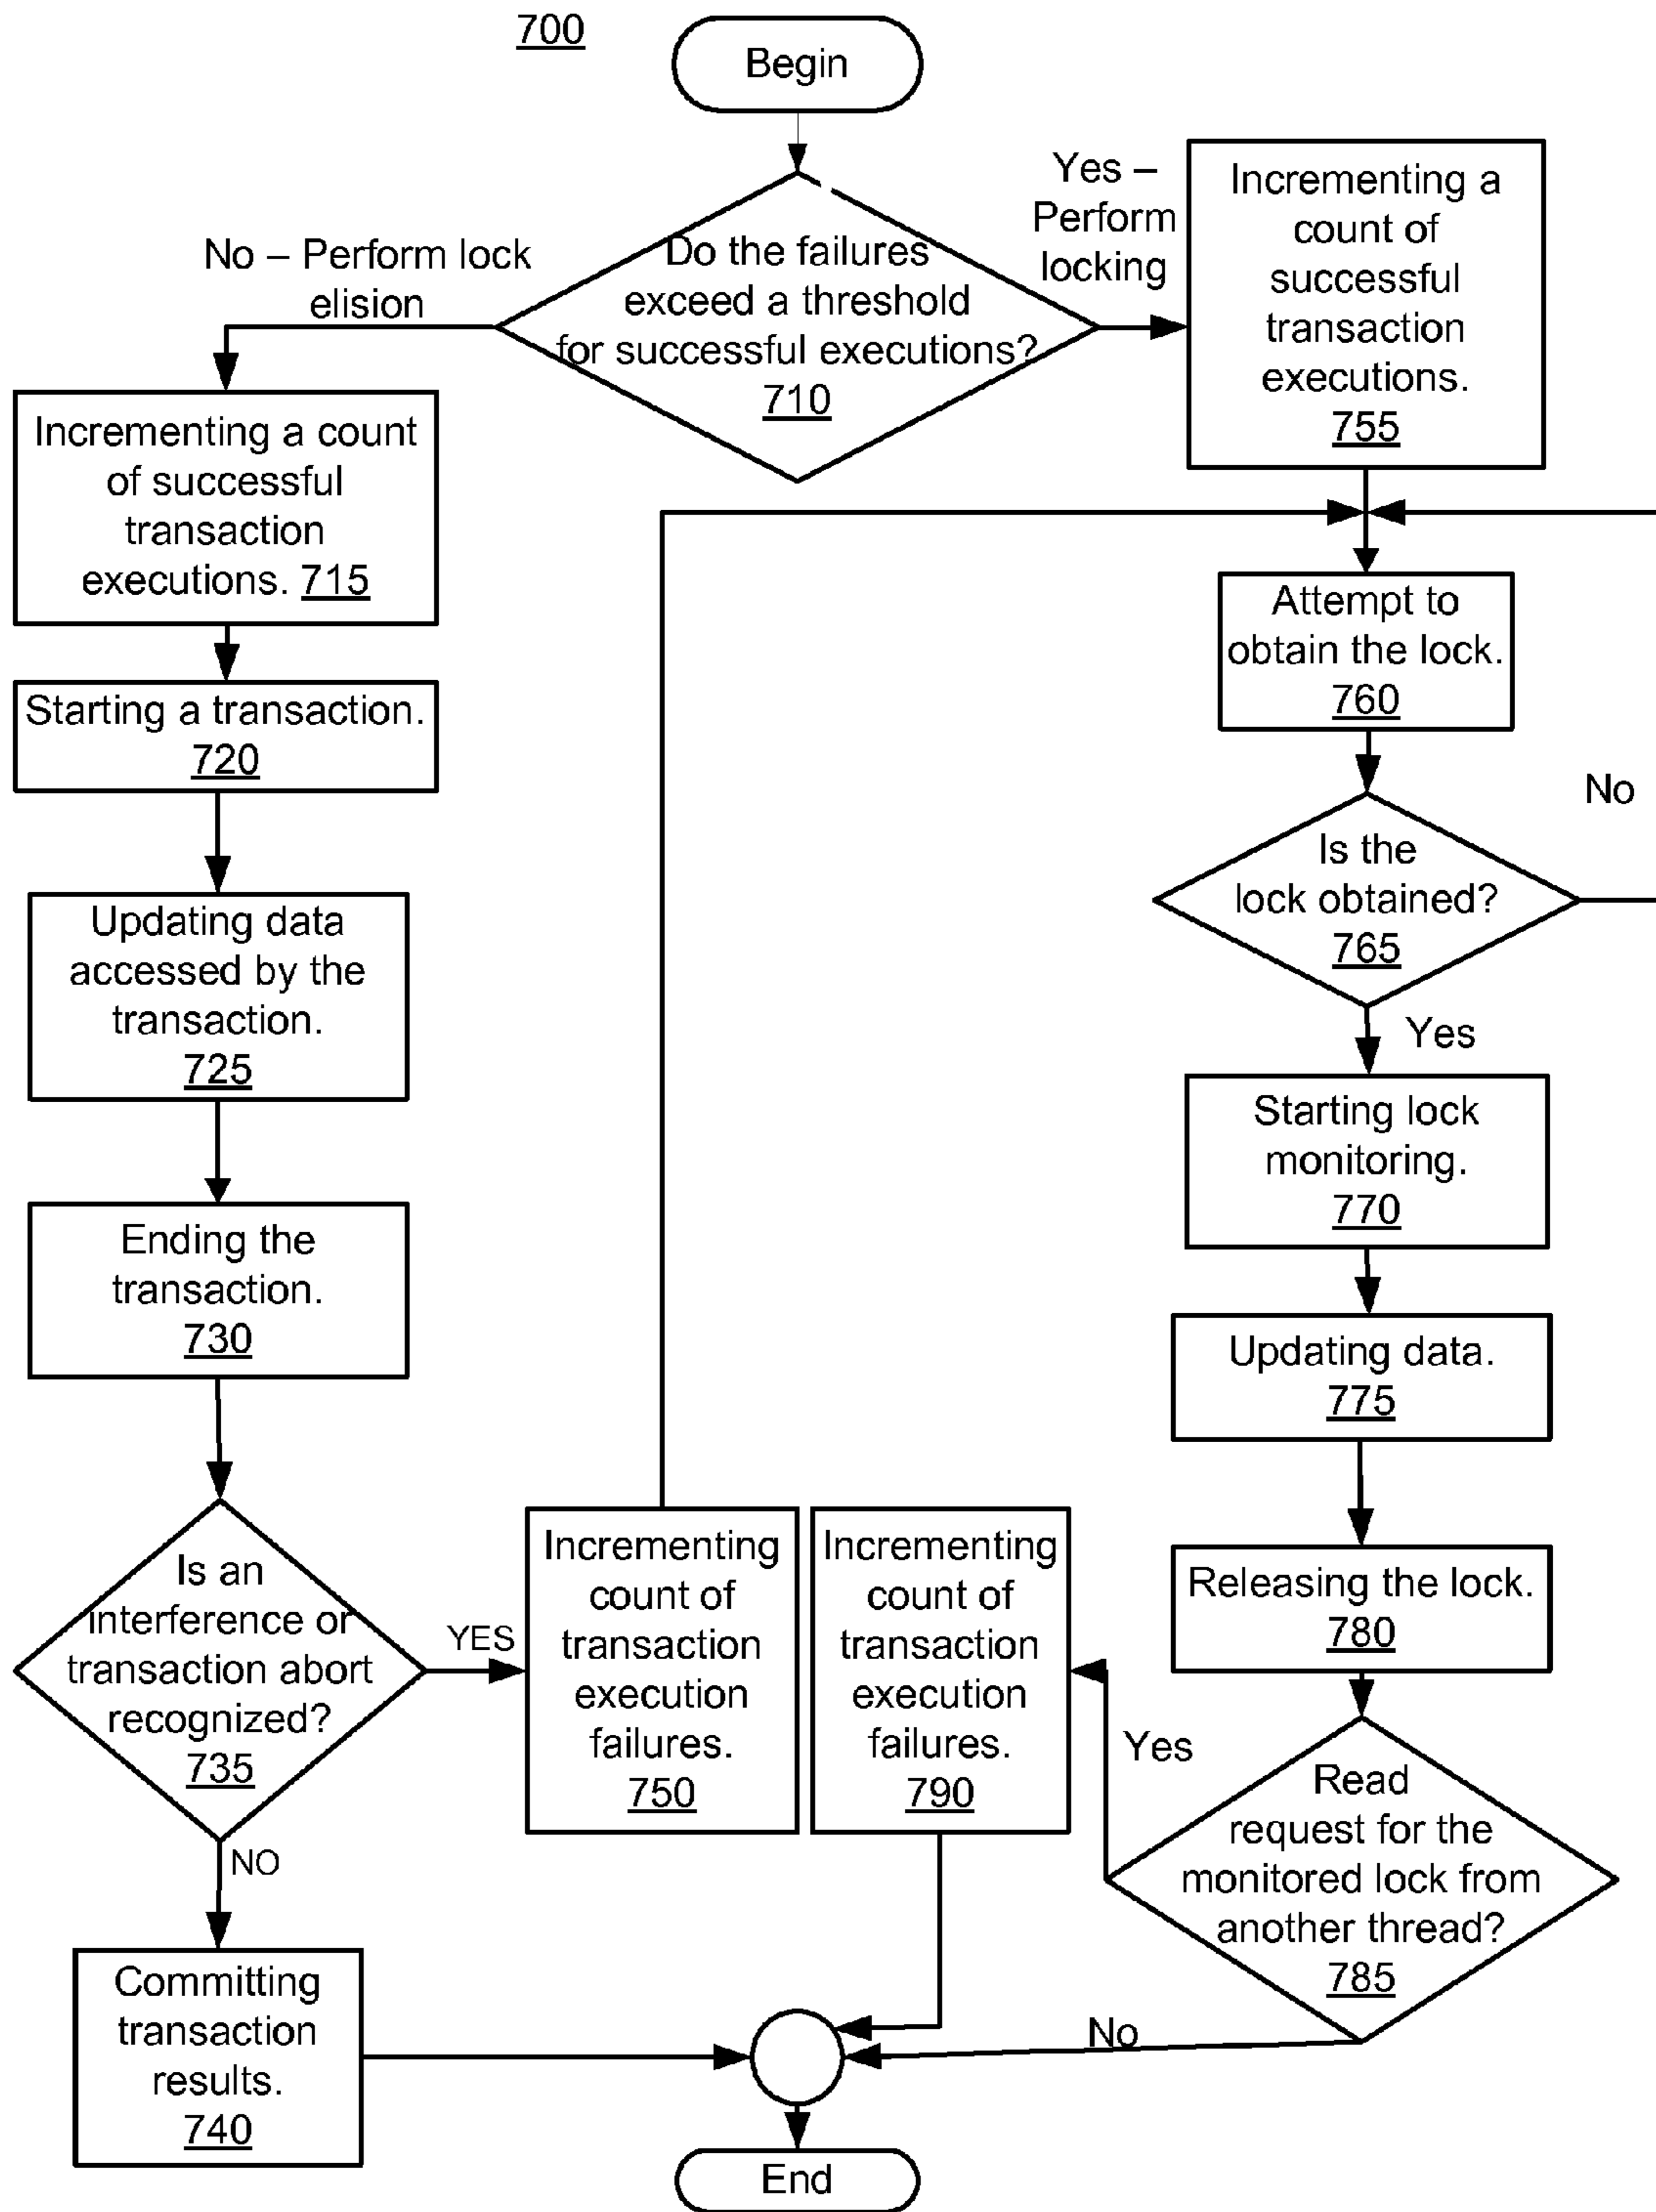 700
Begin
Do the failures
exceed a threshold
for successful executions?
710
No – Perform lock
elision
Yes –
Perform
locking
Incrementing a count
of successful
transaction
executions. 715
Starting a transaction.
720
Updating data
accessed by the
transaction.
725
Ending the
transaction.
730
Is an
interference or
transaction abort
recognized?
735
YES
NO
Committing
transaction
results.
740
Incrementing
count of
transaction
execution
failures.
750
Incrementing a
count of
successful
transaction
executions.
755
Attempt to
obtain the lock.
760
Is the
lock obtained?
765
No
Yes
Starting lock
monitoring.
770
Updating data.
775
Releasing the lock.
780
Read
request for the
monitored lock from
another thread?
785
Yes
No
Incrementing
count of
transaction
execution
failures.
790
End